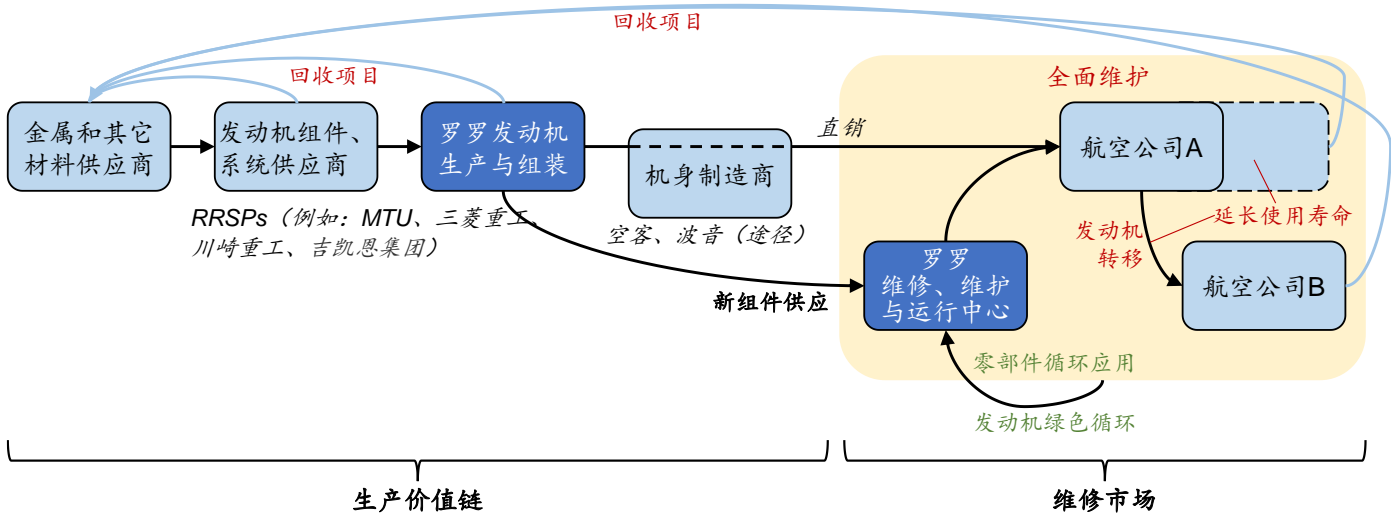 回收项目
回收项目
全面维护
金属和其它
材料供应商
发动机组件、
系统供应商
罗罗发动机
生产与组装
机身制造商
直销
航空公司A
RRSPs（例如：MTU、三菱重工、
川崎重工、吉凯恩集团）
空客、波音（途径）
延长使用寿命
发动机
转移
罗罗
维修、维护
与运行中心
航空公司B
新组件供应
零部件循环应用
发动机绿色循环
生产价值链
维修市场